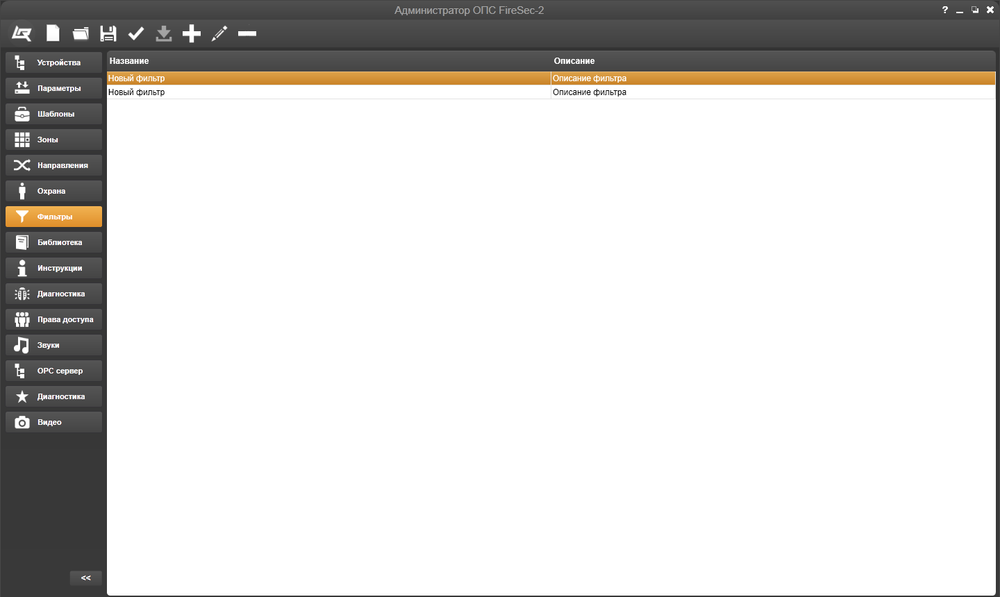 Администратор ОПС FireSec-2
?
Устройства
Параметры
Шаблоны
Зоны
Направления
Охрана
Фильтры
Библиотека
Инструкции
Диагностика
Права доступа
Звуки
OPC сервер
Диагностика
Видео
<<
Название Описание
Новый фильтр Описание фильтра
Новый фильтр Описание фильтра